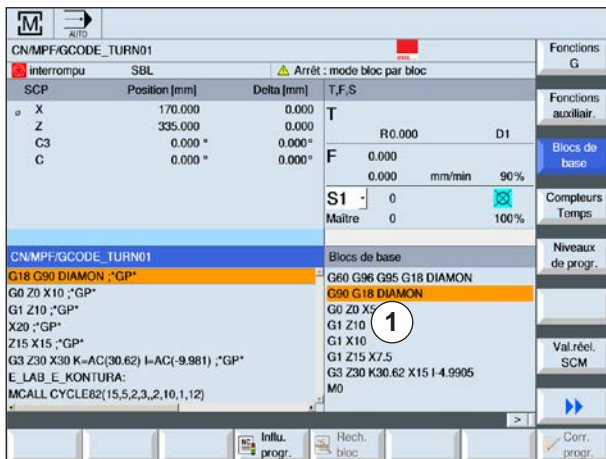 M AUTO
CN/MPF/GCODE_TURN01
Fonctions
G
interrompu SBL Arrêt : mode bloc par bloc
SCP Position [mm] Delta [mm] T,F,S
Fonctions
auxiliair.
ø X 170.000 0.000 T
Z 335.000 0.000 R0.000 D1
C3 0.000 ° 0.000°
C 0.000 ° 0.000° F 0.000
0.000 mm/min 90%
Blocs de
base
S1 0
Maître 0 100%
Compteurs
Temps
CN/MPF/GCODE_TURN01 Blocs de base
Niveaux
de progr.
G18 G90 DIAMON ;*GP* G60 G96 G95 G18 DIAMON
G0 Z0 X10 ;*GP* G90 G18 DIAMON
G1 Z10 ;*GP* G0 Z0 X5
X20 ;*GP* G1 Z10 1
Z15 X15 ;*GP* G1 X10
G3 Z30 X30 K=AC(30.62) I=AC(-9.981) ;*GP* G1 Z15 X7.5
E_LAB_E_KONTURA: G3 Z30 K30.62 X15 I-4.9905
MCALL CYCLE82(15,5,2,3,,2,10,1,12) M0
Val.réel.
SCM
>
NC Influ.
progr.
NC Rech.
bloc
Corr.
progr.